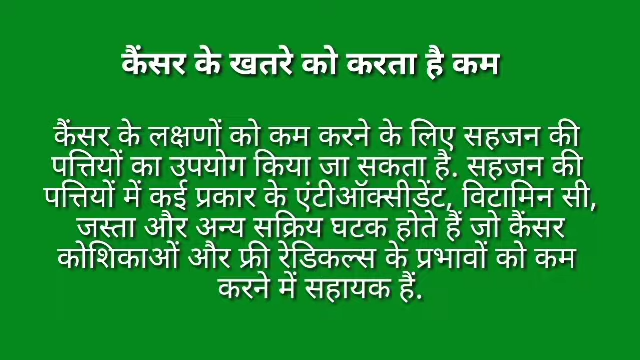 कैंसर के खतरे को करता है कम
कैंसर के लक्षणों को कम करने के लिए सहजन की
पत्तियों का उपयोग किया जा सकता है. सहजन की
पत्तियों में कई प्रकार के एंटीऑक्सीडेंट, विटामिन सी,
जस्ता और अन्य सक्रिय घटक होते हैं जो कैंसर
कोशिकाओं और फ्री रेडिकल्स के प्रभावों को कम
करने में सहायक हैं.